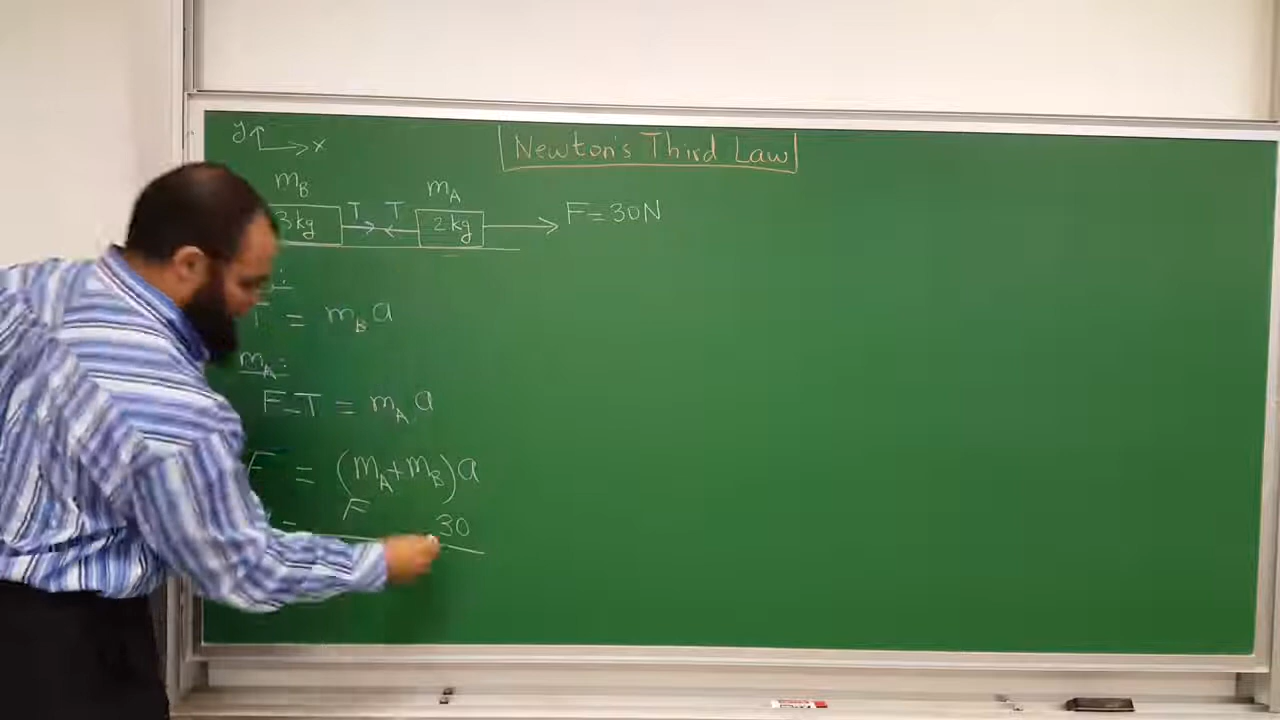 y
x
Newton's Third Law
m_B
m_A
3kg
T
T
2kg
F=30N
T = m_B a
m_A:
F-T = m_A a
F = (m_A+m_B)a
= F
30